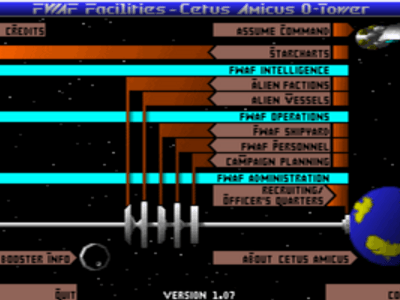 FWAF Facilities - Cetus Amicus O-Tower
Credits
Assume Command
Starcharts
FWAF Intelligence
Alien Factions
Alien Vessels
FWAF Operations
FWAF Shipyard
FWAF Personnel
Campaign Planning
FWAF Administration
Recruiting/
Officer's Quarters
Booster Info
About Cetus Amicus
Quit
Version 1.07
CO